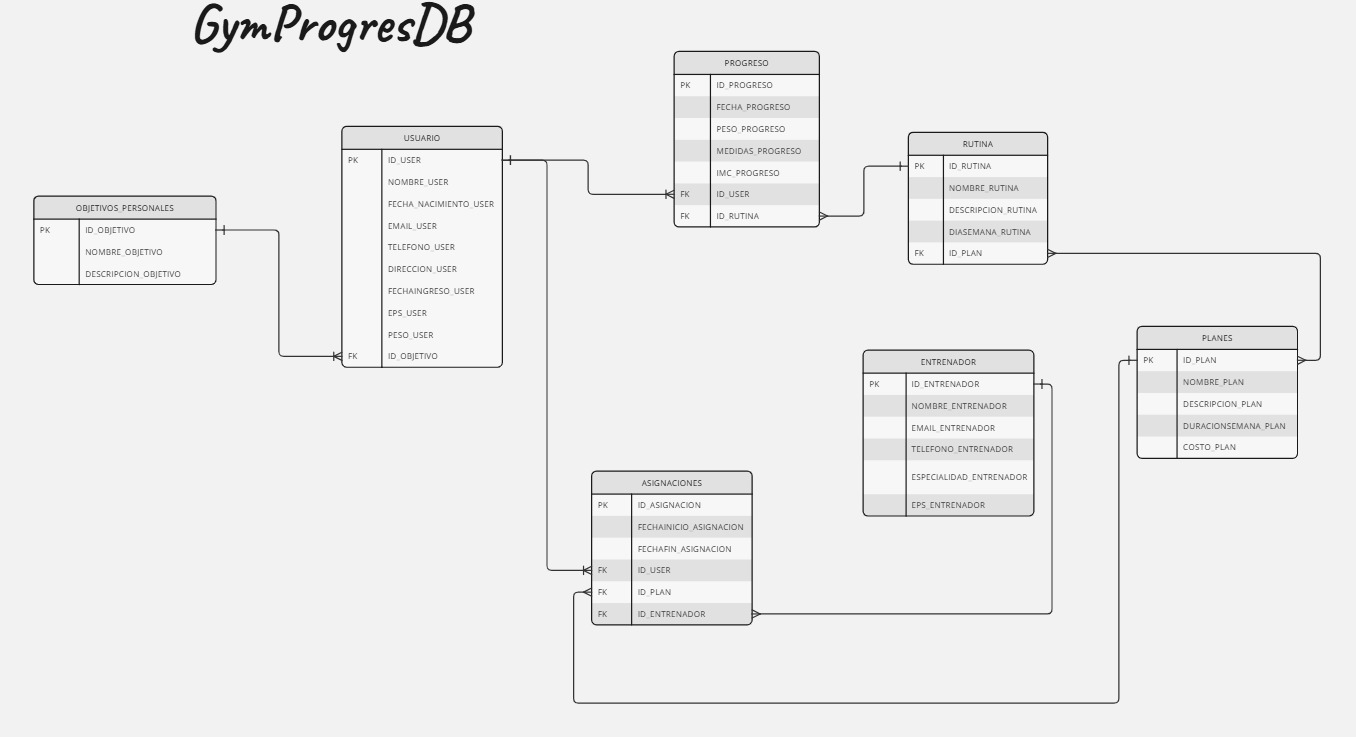 GymProgresDB
OBJETIVOS_PERSONALES
PK ID_OBJETIVO
NOMBRE_OBJETIVO
DESCRIPCION_OBJETIVO
USUARIO
PK ID_USER
NOMBRE_USER
FECHA_NACIMIENTO_USER
EMAIL_USER
TELEFONO_USER
DIRECCION_USER
FECHAINGRESO_USER
EPS_USER
PESO_USER
FK ID_OBJETIVO
PROGRESO
PK ID_PROGRESO
FECHA_PROGRESO
PESO_PROGRESO
MEDIDAS_PROGRESO
IMC_PROGRESO
FK ID_USER
FK ID_RUTINA
RUTINA
PK ID_RUTINA
NOMBRE_RUTINA
DESCRIPCION_RUTINA
DIASEMANA_RUTINA
FK ID_PLAN
PLANES
PK ID_PLAN
NOMBRE_PLAN
DESCRIPCION_PLAN
DURACIONSEMANA_PLAN
COSTO_PLAN
ENTRENADOR
PK ID_ENTRENADOR
NOMBRE_ENTRENADOR
EMAIL_ENTRENADOR
TELEFONO_ENTRENADOR
ESPECIALIDAD_ENTRENADOR
EPS_ENTRENADOR
ASIGNACIONES
PK ID_ASIGNACION
FECHAINICIO_ASIGNACION
FECHAFIN_ASIGNACION
FK ID_USER
FK ID_PLAN
FK ID_ENTRENADOR